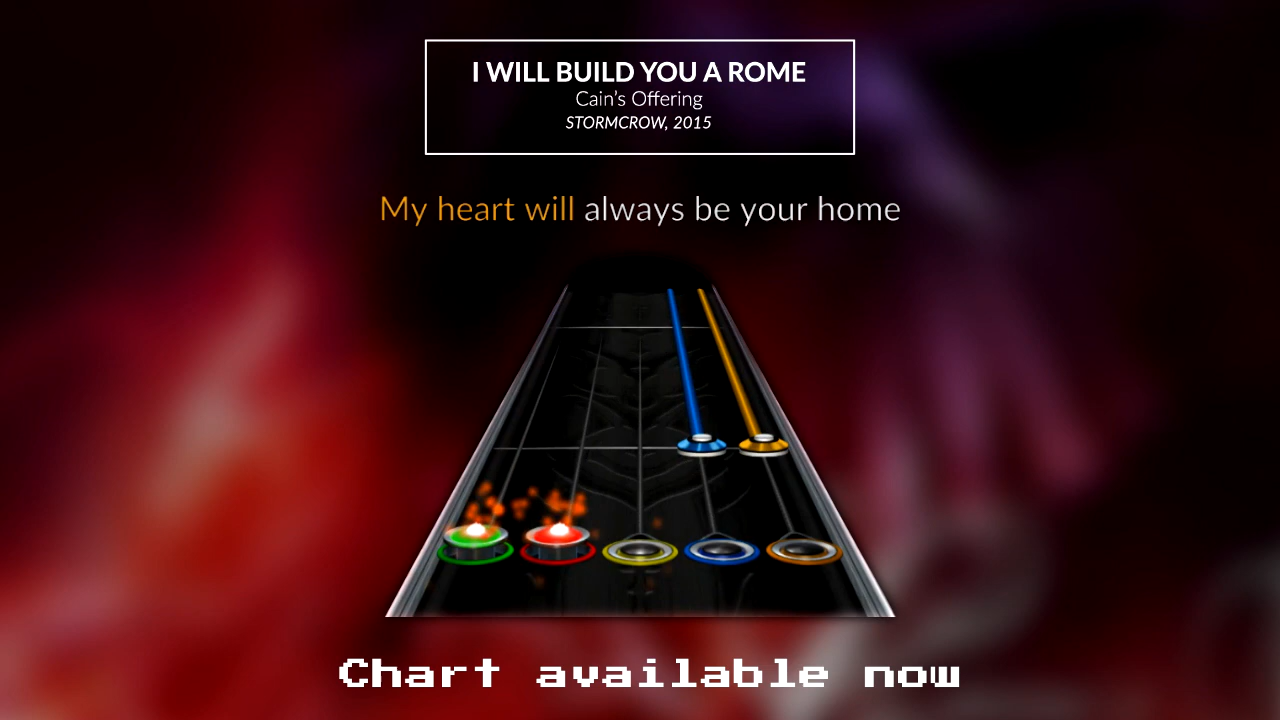 I WILL BUILD YOU A ROME
Cain's Offering
STORMCROW, 2015
My heart will always be your home
Chart available now